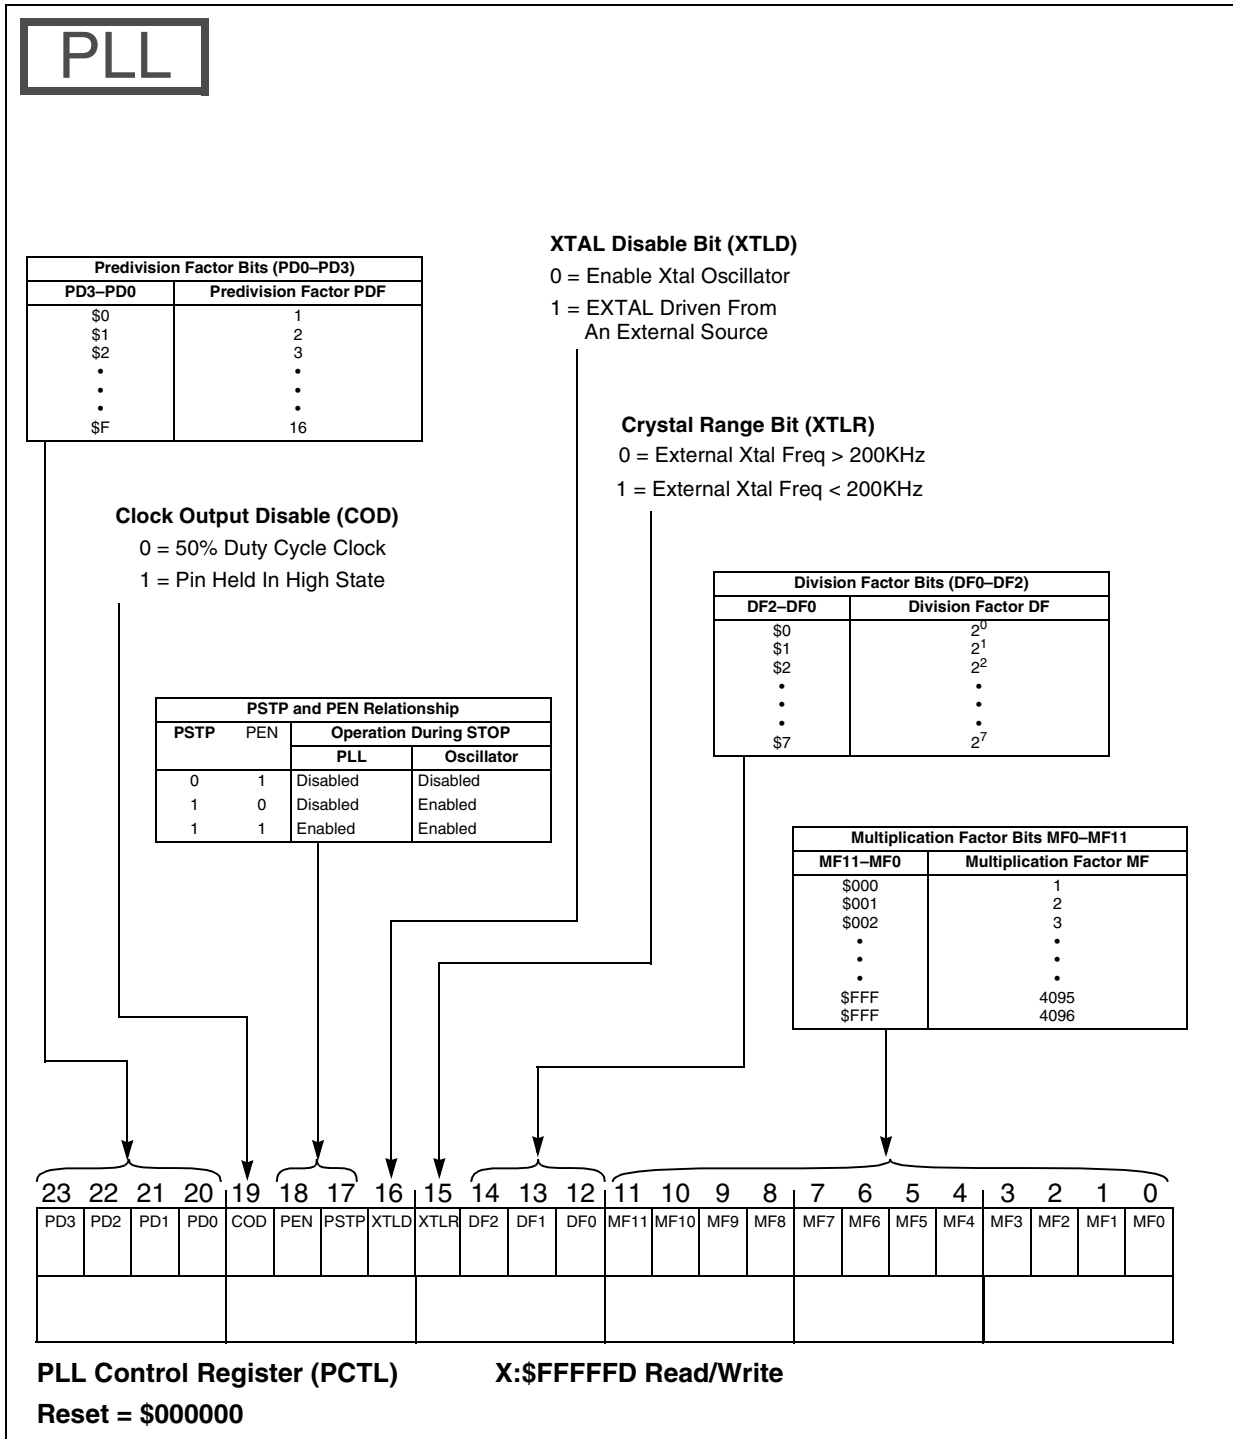 PLL
XTAL Disable Bit (XTLD)
0 = Enable Xtal Oscillator
1 = EXTAL Driven From
An External Source
Predivision Factor Bits (PD0–PD3)
PD3–PD0 Predivision Factor PDF
$0 1
$1 2
$2 3
• •
• •
• •
$F 16
Crystal Range Bit (XTLR)
0 = External Xtal Freq > 200KHz
1 = External Xtal Freq < 200KHz
Clock Output Disable (COD)
0 = 50% Duty Cycle Clock
1 = Pin Held In High State
Division Factor Bits (DF0–DF2)
DF2–DF0 Division Factor DF
$0 2^0
$1 2^1
$2 2^2
• •
• •
• •
$7 2^7
PSTP and PEN Relationship
PSTP PEN Operation During STOP
PLL Oscillator
0 1 Disabled Disabled
1 0 Disabled Enabled
1 1 Enabled Enabled
Multiplication Factor Bits MF0–MF11
MF11–MF0 Multiplication Factor MF
$000 1
$001 2
$002 3
• •
• •
• •
$FFF 4095
$FFF 4096
23 22 21 20 19 18 17 16 15 14 13 12 11 10 9 8 7 6 5 4 3 2 1 0
PD3 PD2 PD1 PD0 COD PEN PSTP XTLD XTLR DF2 DF1 DF0 MF11 MF10 MF9 MF8 MF7 MF6 MF5 MF4 MF3 MF2 MF1 MF0
PLL Control Register (PCTL) X:$FFFFFD Read/Write
Reset = $000000